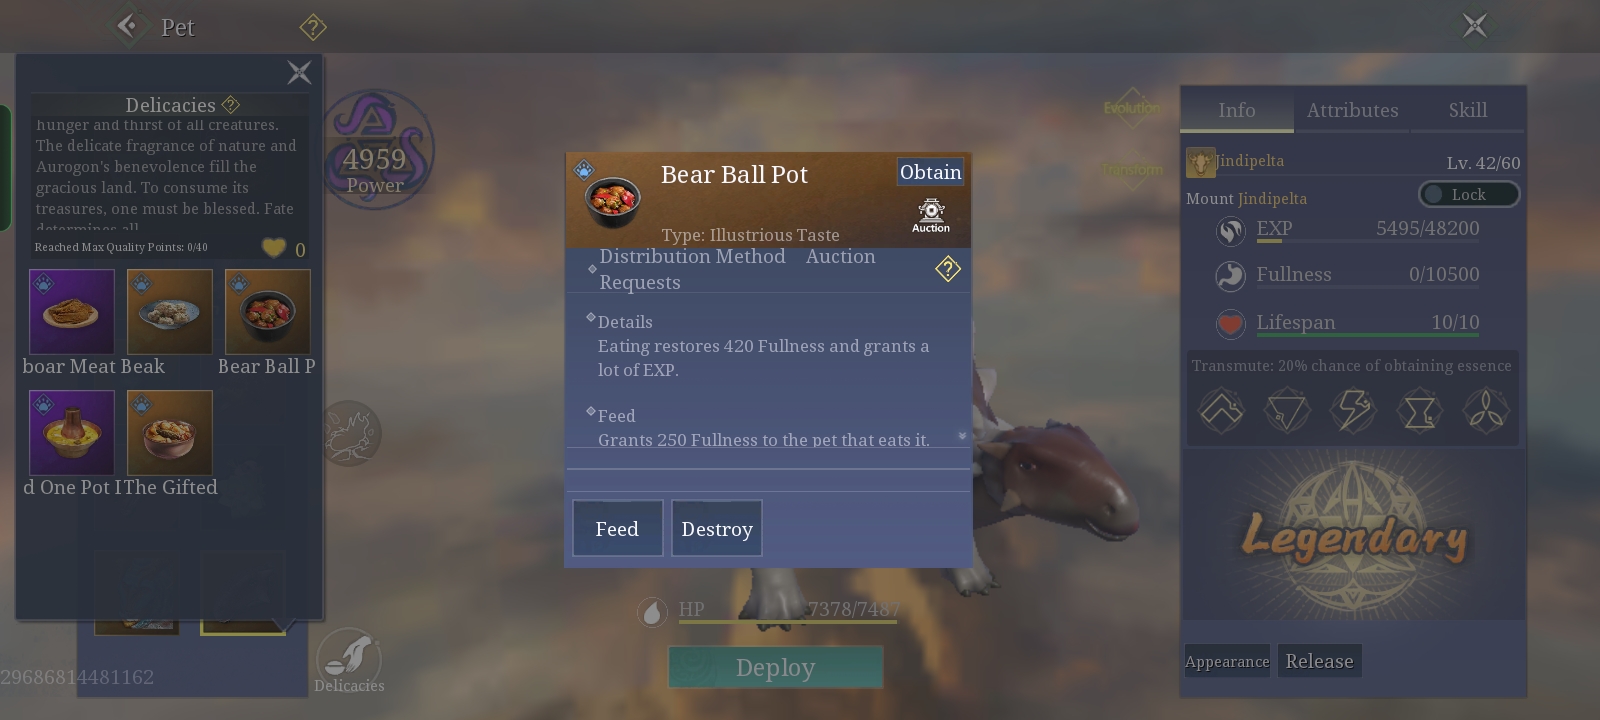 Pet
Delicacies
hunger and thirst of all creatures.
The delicate fragrance of nature and
Aurogon's benevolence fill the
gracious land. To consume its
treasures, one must be blessed. Fate
determines all
Reached Max Quality Points: 0/40
0
boar Meat Beak
Bear Ball P
d One Pot I
The Gifted
29686814481162
4959
Power
Delicacies
Bear Ball Pot
Obtain
Auction
Type: Illustrious Taste
Distribution Method Auction
Requests
Details
Eating restores 420 Fullness and grants a
lot of EXP.
Feed
Grants 250 Fullness to the pet that eats it.
Feed
Destroy
HP 7378/7487
Deploy
Evolution
Transform
Info
Attributes
Skill
Jindipelta
Lv. 42/60
Mount Jindipelta
Lock
EXP 5495/48200
Fullness 0/10500
Lifespan 10/10
Transmute: 20% chance of obtaining essence
Legendary
Appearance
Release